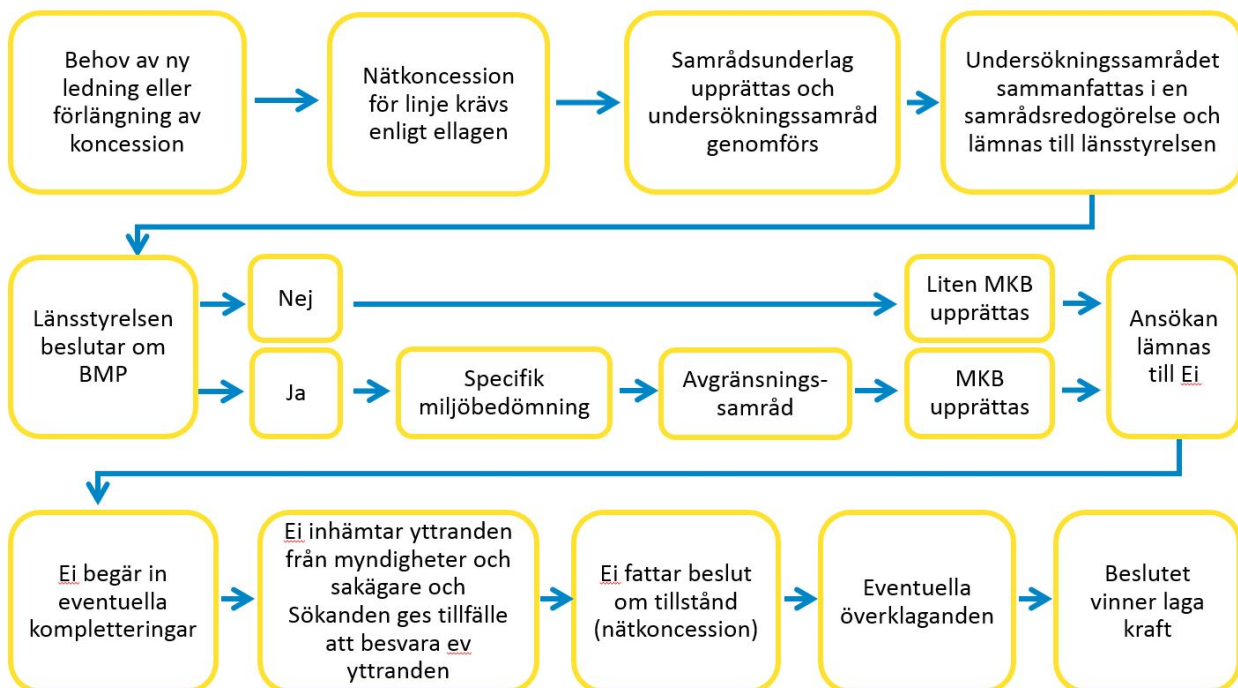 Behov av ny
ledning eller
förlängning av
koncession
Nätkoncession
för linje krävs
enligt ellagen
Samrådsunderlag
upprättas och
undersökningssamråd
genomförs
Undersökningssamrådet
sammanfattas i en
samrådsredogörelse och
lämnas till länsstyrelsen
Länsstyrelsen
beslutar om
BMP
Nej
Liten MKB
upprättas
Ja
Specifik
miljöbedömning
Avgränsnings-
samråd
MKB
upprättas
Ansökan
lämnas
till Ei
Ei begär in
eventuella
kompletteringar
Ei inhämtar yttranden
från myndigheter och
sakägare och
Sökanden ges tillfälle
att besvara ev
yttranden
Ei fattar beslut
om tillstånd
(nätkoncession)
Eventuella
överklaganden
Beslutet
vinner laga
kraft